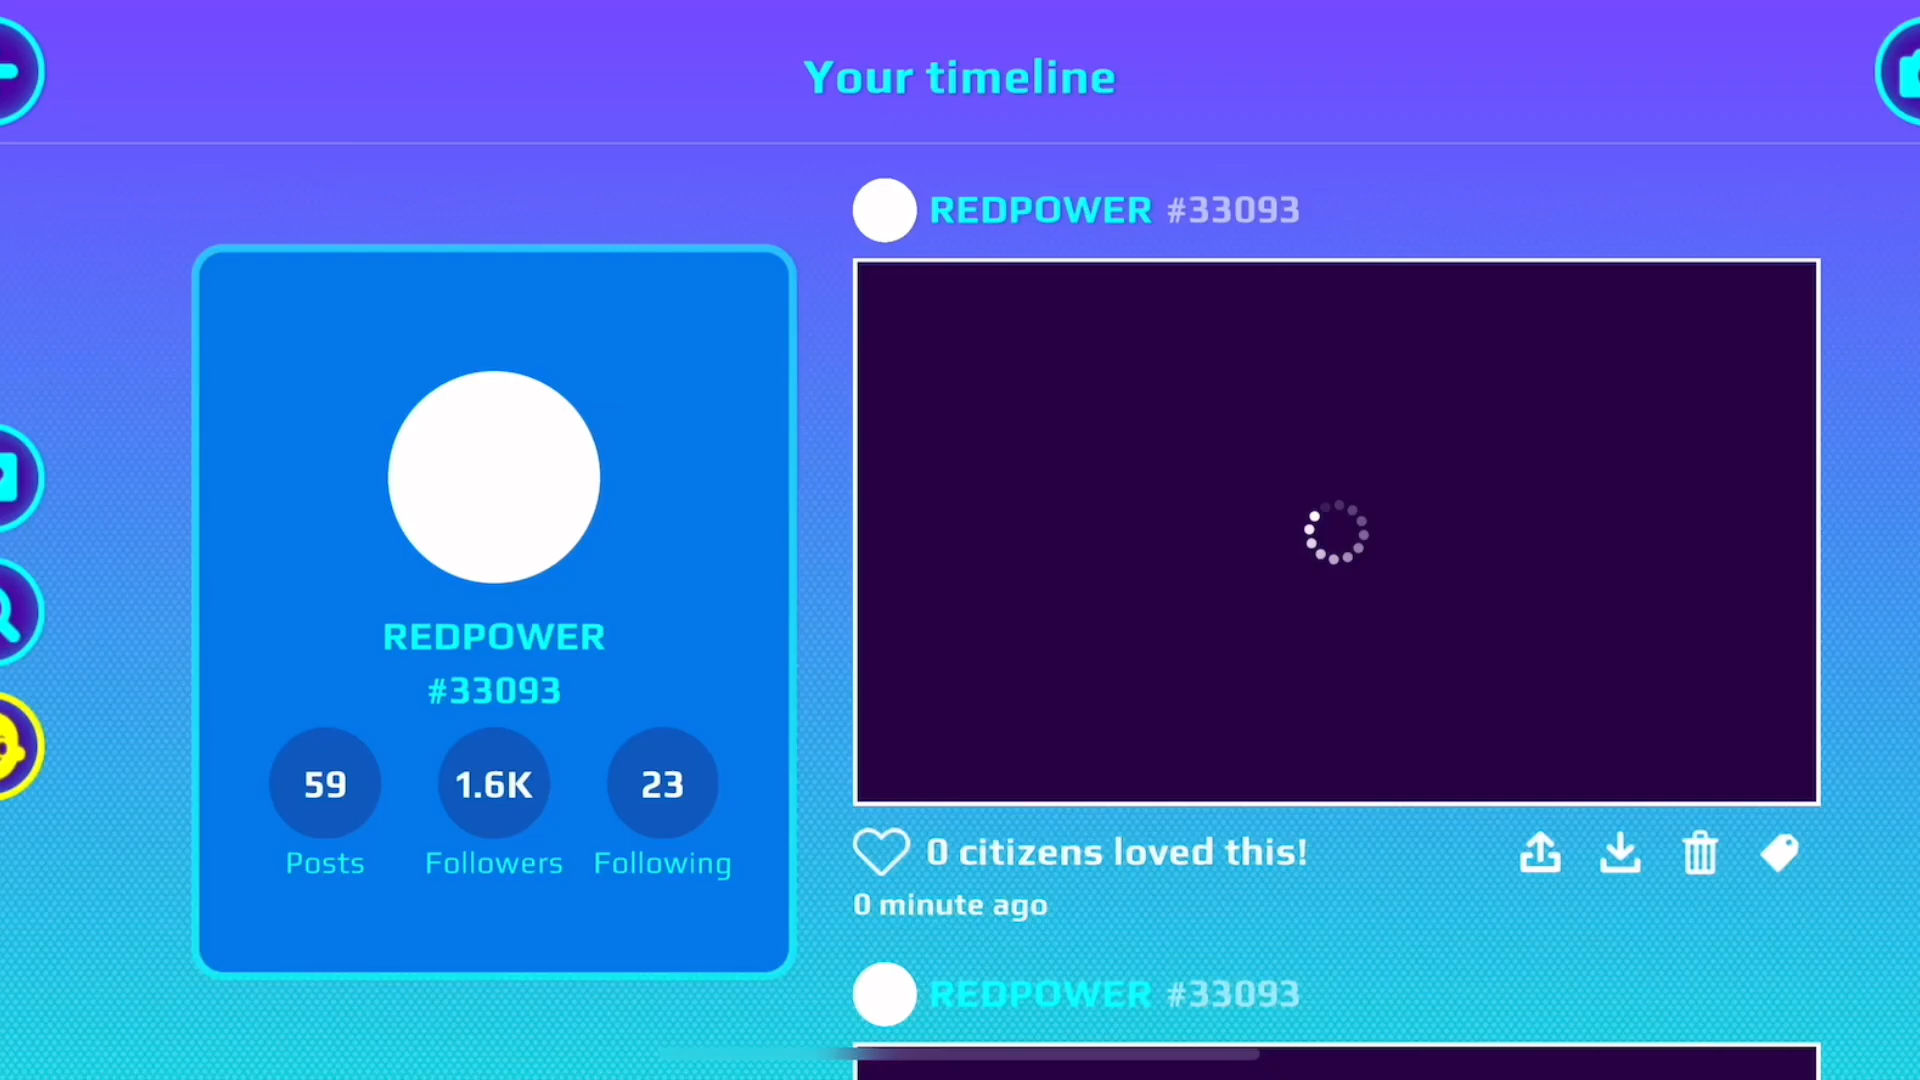 Your timeline
REDPOWER #33093
REDPOWER
#33093
59
1.6K
23
Posts
Followers
Following
0 citizens loved this!
0 minute ago
REDPOWER #33093